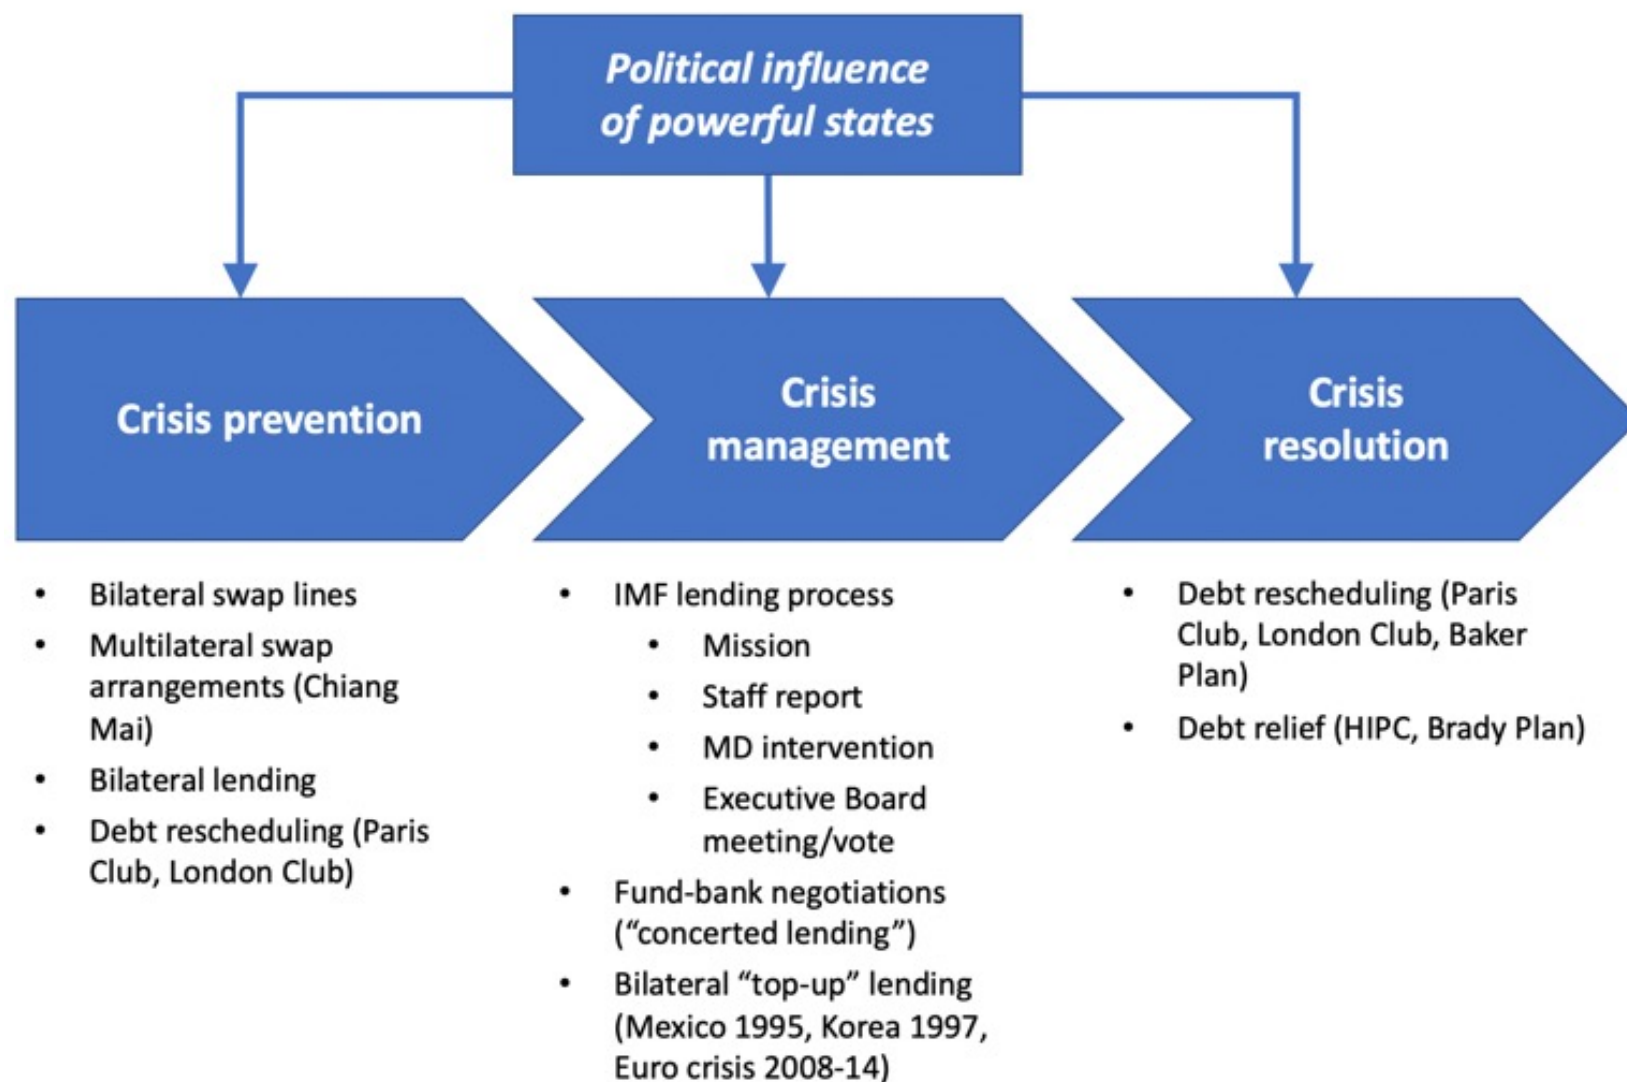 Political influence
of powerful states
Crisis prevention
Crisis
management
Crisis
resolution
• Bilateral swap lines
• Multilateral swap
arrangements (Chiang
Mai)
• Bilateral lending
• Debt rescheduling (Paris
Club, London Club)
• IMF lending process
• Mission
• Staff report
• MD intervention
• Executive Board
meeting/vote
• Fund-bank negotiations
(“concerted lending”)
• Bilateral “top-up” lending
(Mexico 1995, Korea 1997,
Euro crisis 2008-14)
• Debt rescheduling (Paris
Club, London Club, Baker
Plan)
• Debt relief (HIPC, Brady Plan)